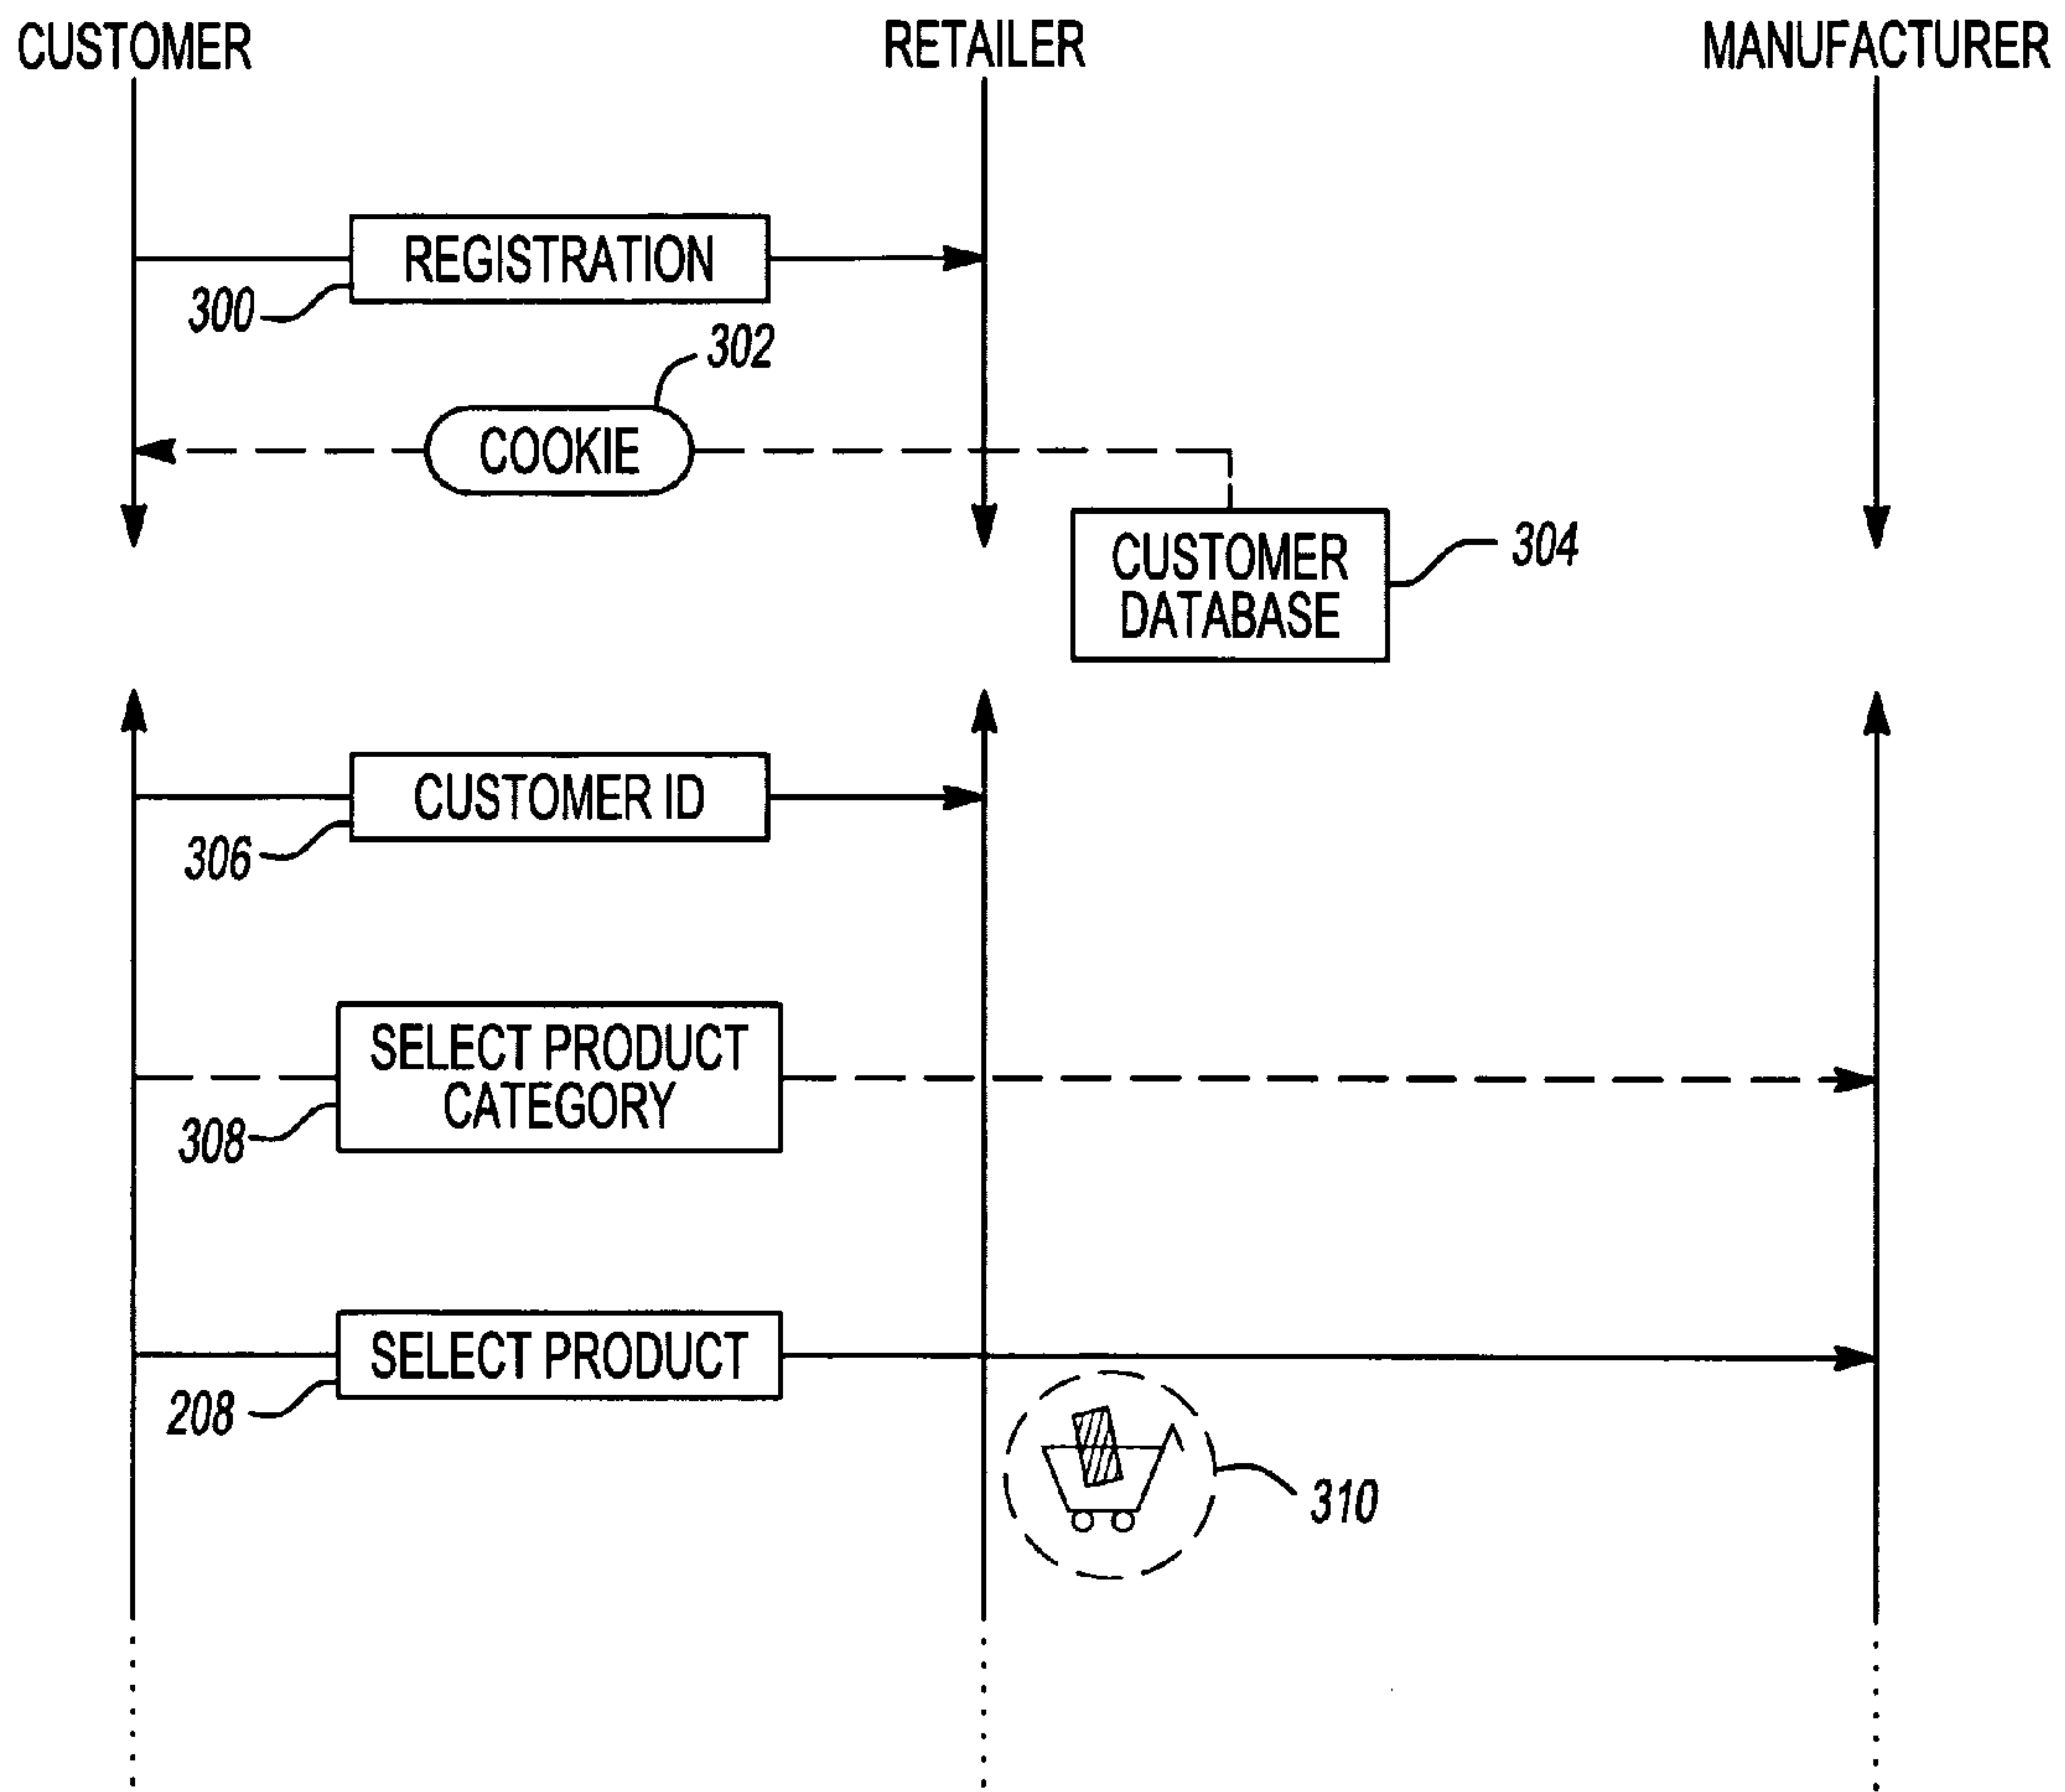 CUSTOMER
RETAILER
MANUFACTURER
REGISTRATION
300
302
COOKIE
CUSTOMER
DATABASE
304
CUSTOMER ID
306
SELECT PRODUCT
CATEGORY
308
SELECT PRODUCT
208
310